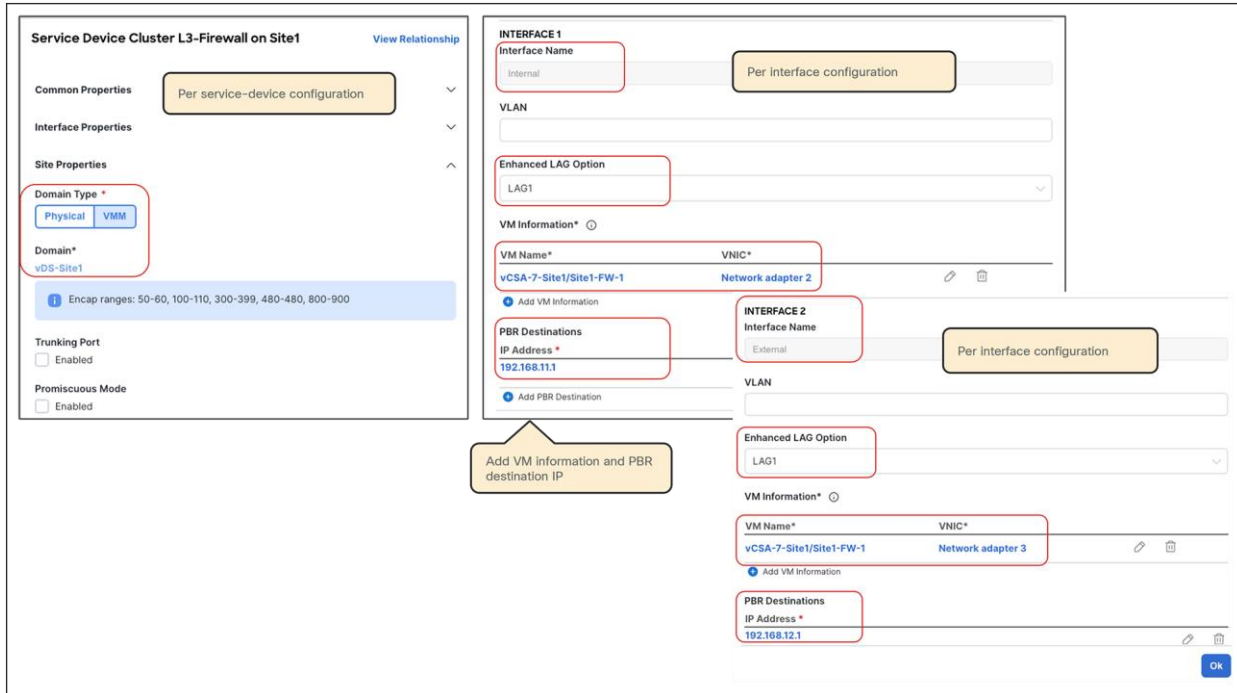 Service Device Cluster L3-Firewall on Site1
View Relationship
Common Properties
Per service-device configuration
Interface Properties
Site Properties
Domain Type *
Physical VMM
Domain*
vDS-Site1
Encap ranges: 50-60, 100-110, 300-399, 480-480, 800-900
Trunking Port
Enabled
Promiscuous Mode
Enabled
INTERFACE 1
Interface Name
Internal
Per interface configuration
VLAN
Enhanced LAG Option
LAG1
VM Information*
VM Name* VNIC*
vCSA-7-Site1/Site1-FW-1 Network adapter 2
Add VM Information
PBR Destinations
IP Address *
192.168.11.1
Add PBR Destination
Add VM information and PBR
destination IP
INTERFACE 2
Interface Name
External
Per interface configuration
VLAN
Enhanced LAG Option
LAG1
VM Information*
VM Name* VNIC*
vCSA-7-Site1/Site1-FW-1 Network adapter 3
Add VM Information
PBR Destinations
IP Address *
192.168.12.1
Ok